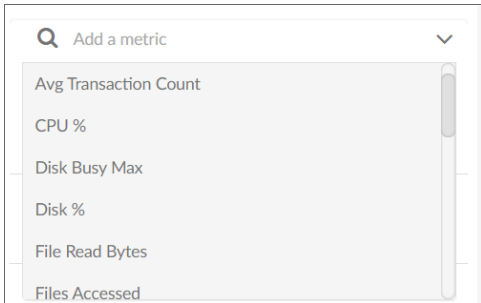 Add a metric
Avg Transaction Count
CPU %
Disk Busy Max
Disk %
File Read Bytes
Files Accessed